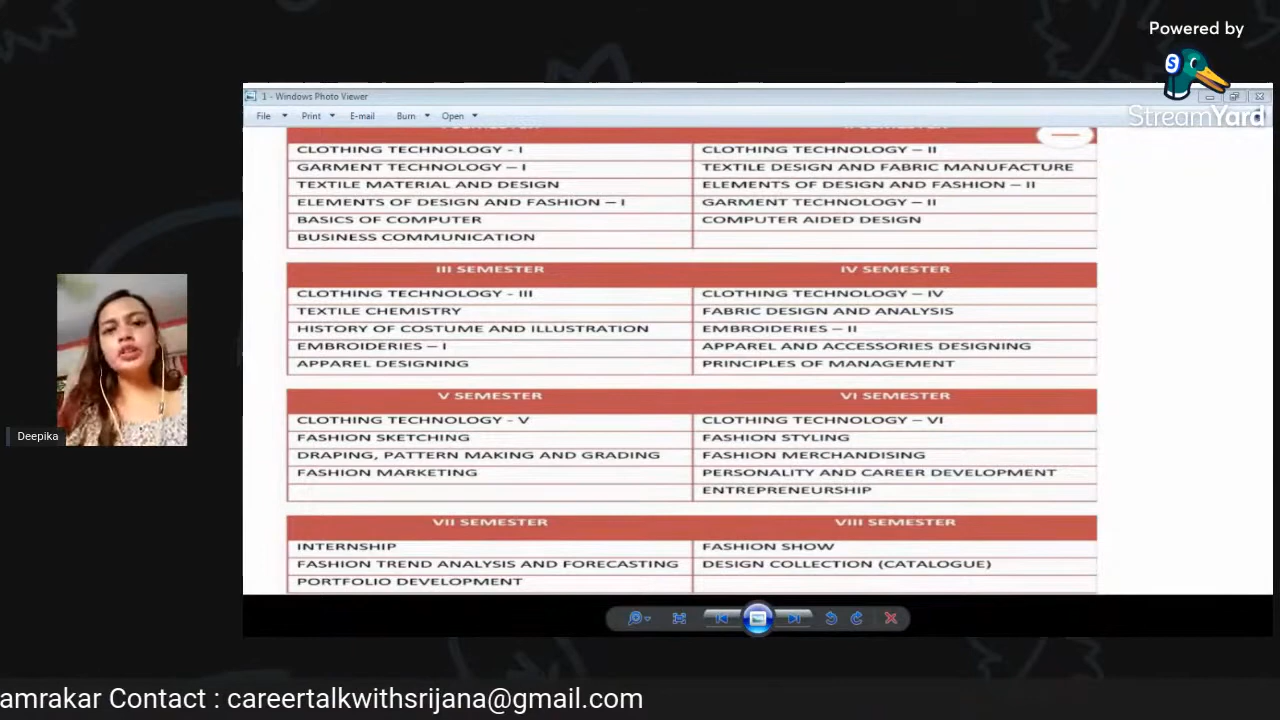 Powered by
StreamYard
1 - Windows Photo Viewer
File Print E-mail Burn Open
CLOTHING TECHNOLOGY - I
GARMENT TECHNOLOGY – I
TEXTILE MATERIAL AND DESIGN
ELEMENTS OF DESIGN AND FASHION – I
BASICS OF COMPUTER
BUSINESS COMMUNICATION
CLOTHING TECHNOLOGY – II
TEXTILE DESIGN AND FABRIC MANUFACTURE
ELEMENTS OF DESIGN AND FASHION – II
GARMENT TECHNOLOGY – II
COMPUTER AIDED DESIGN
III SEMESTER
CLOTHING TECHNOLOGY - III
TEXTILE CHEMISTRY
HISTORY OF COSTUME AND ILLUSTRATION
EMBROIDERIES – I
APPAREL DESIGNING
IV SEMESTER
CLOTHING TECHNOLOGY – IV
FABRIC DESIGN AND ANALYSIS
EMBROIDERIES – II
APPAREL AND ACCESSORIES DESIGNING
PRINCIPLES OF MANAGEMENT
V SEMESTER
CLOTHING TECHNOLOGY - V
FASHION SKETCHING
DRAPING, PATTERN MAKING AND GRADING
FASHION MARKETING
VI SEMESTER
CLOTHING TECHNOLOGY – VI
FASHION STYLING
FASHION MERCHANDISING
PERSONALITY AND CAREER DEVELOPMENT
ENTREPRENEURSHIP
VII SEMESTER
INTERNSHIP
FASHION TREND ANALYSIS AND FORECASTING
PORTFOLIO DEVELOPMENT
VIII SEMESTER
FASHION SHOW
DESIGN COLLECTION (CATALOGUE)
Deepika
amrakar Contact : careertalkwithsrijana@gmail.com